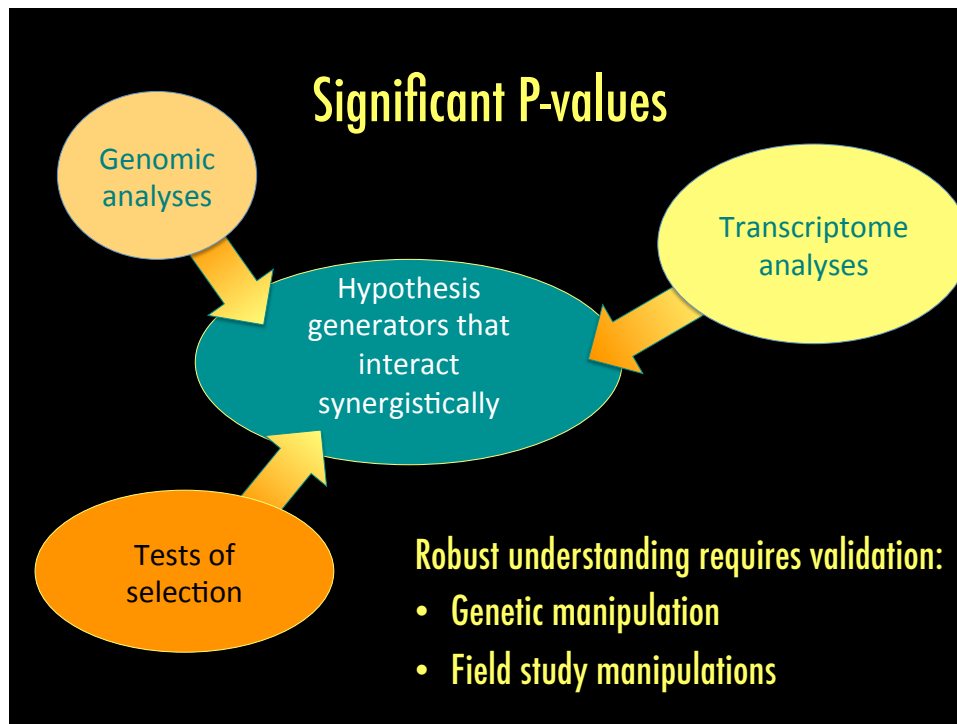 Significant P-values
Genomic
analyses
Transcriptome
analyses
Hypothesis
generators that
interact
synergistically
Tests of
selection
Robust understanding requires validation:
• Genetic manipulation
• Field study manipulations